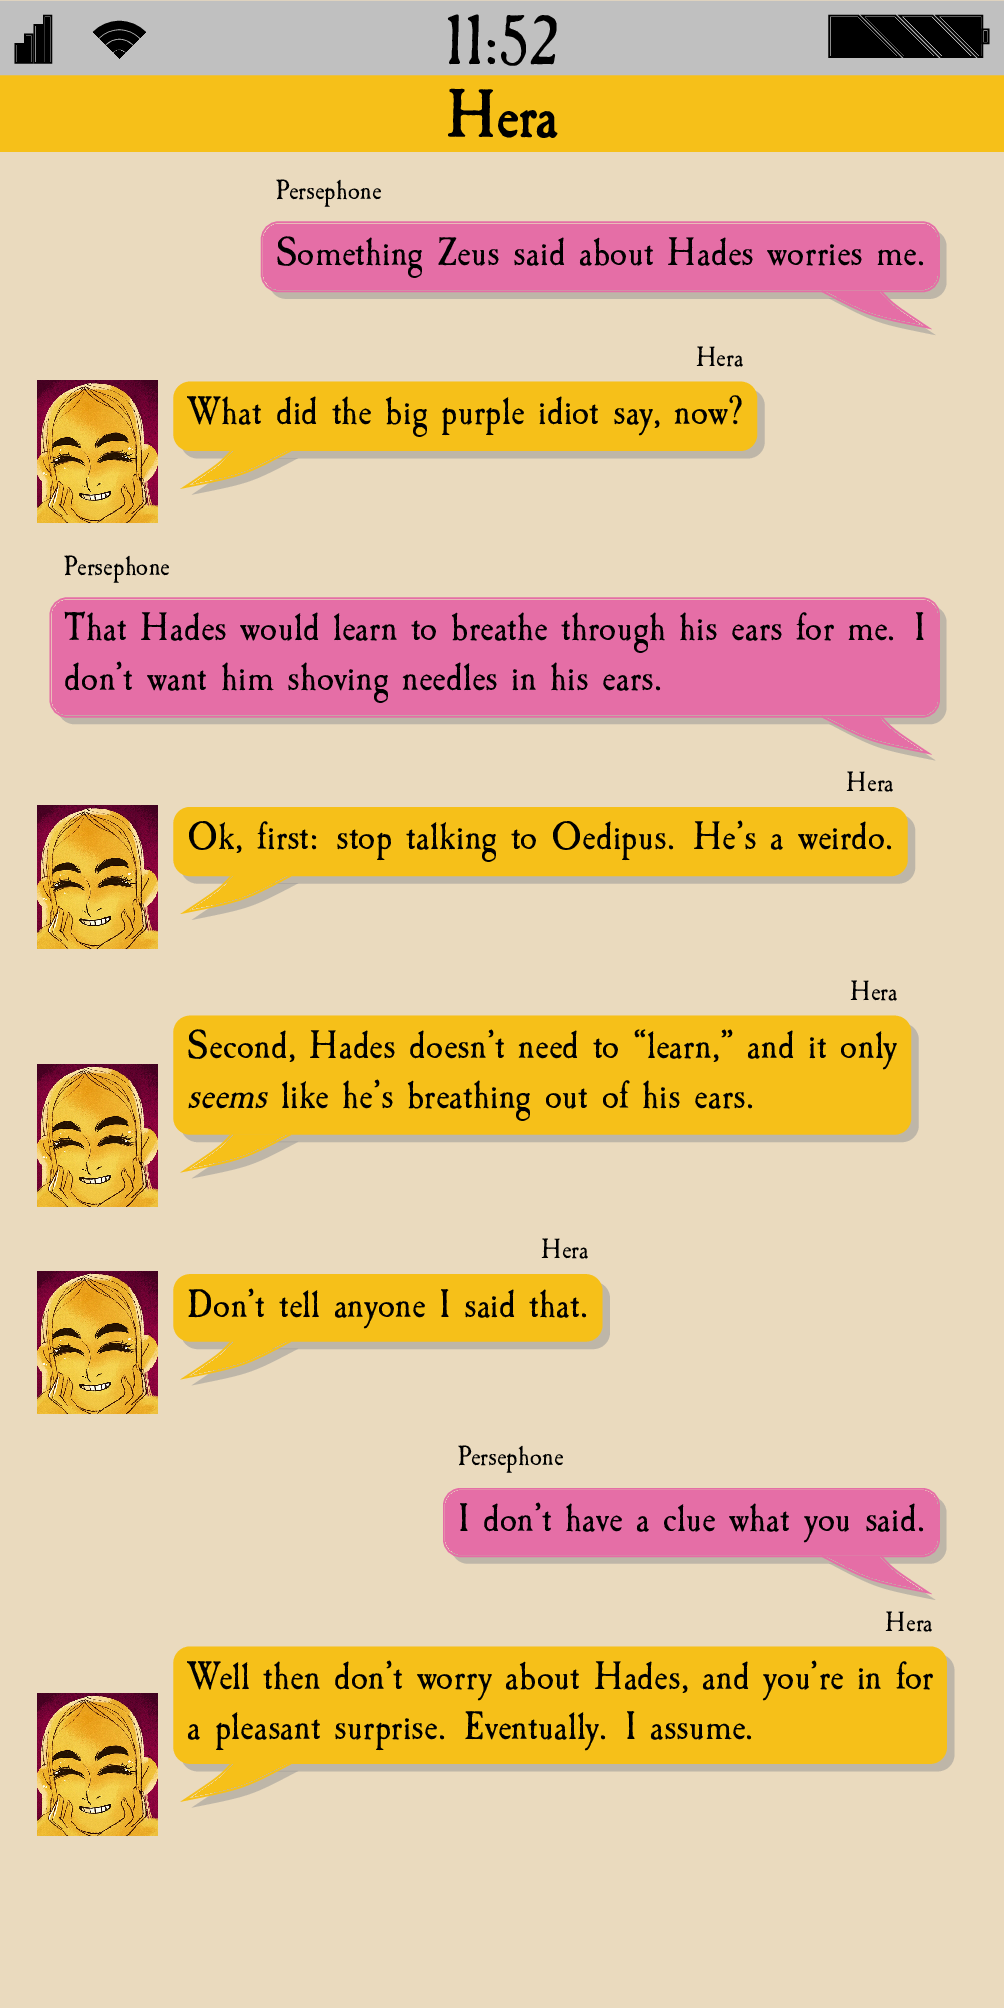 11:52
Hera
Persephone
Something Zeus said about Hades worries me.
Hera
What did the big purple idiot say, now?
Persephone
That Hades would learn to breathe through his ears for me. I
don't want him shoving needles in his ears.
Hera
Ok, first: stop talking to Oedipus. He's a weirdo.
Hera
Second, Hades doesn't need to “learn,” and it only
seems like he's breathing out of his ears.
Hera
Don't tell anyone I said that.
Persephone
I don't have a clue what you said.
Hera
Well then don't worry about Hades, and you're in for
a pleasant surprise. Eventually. I assume.